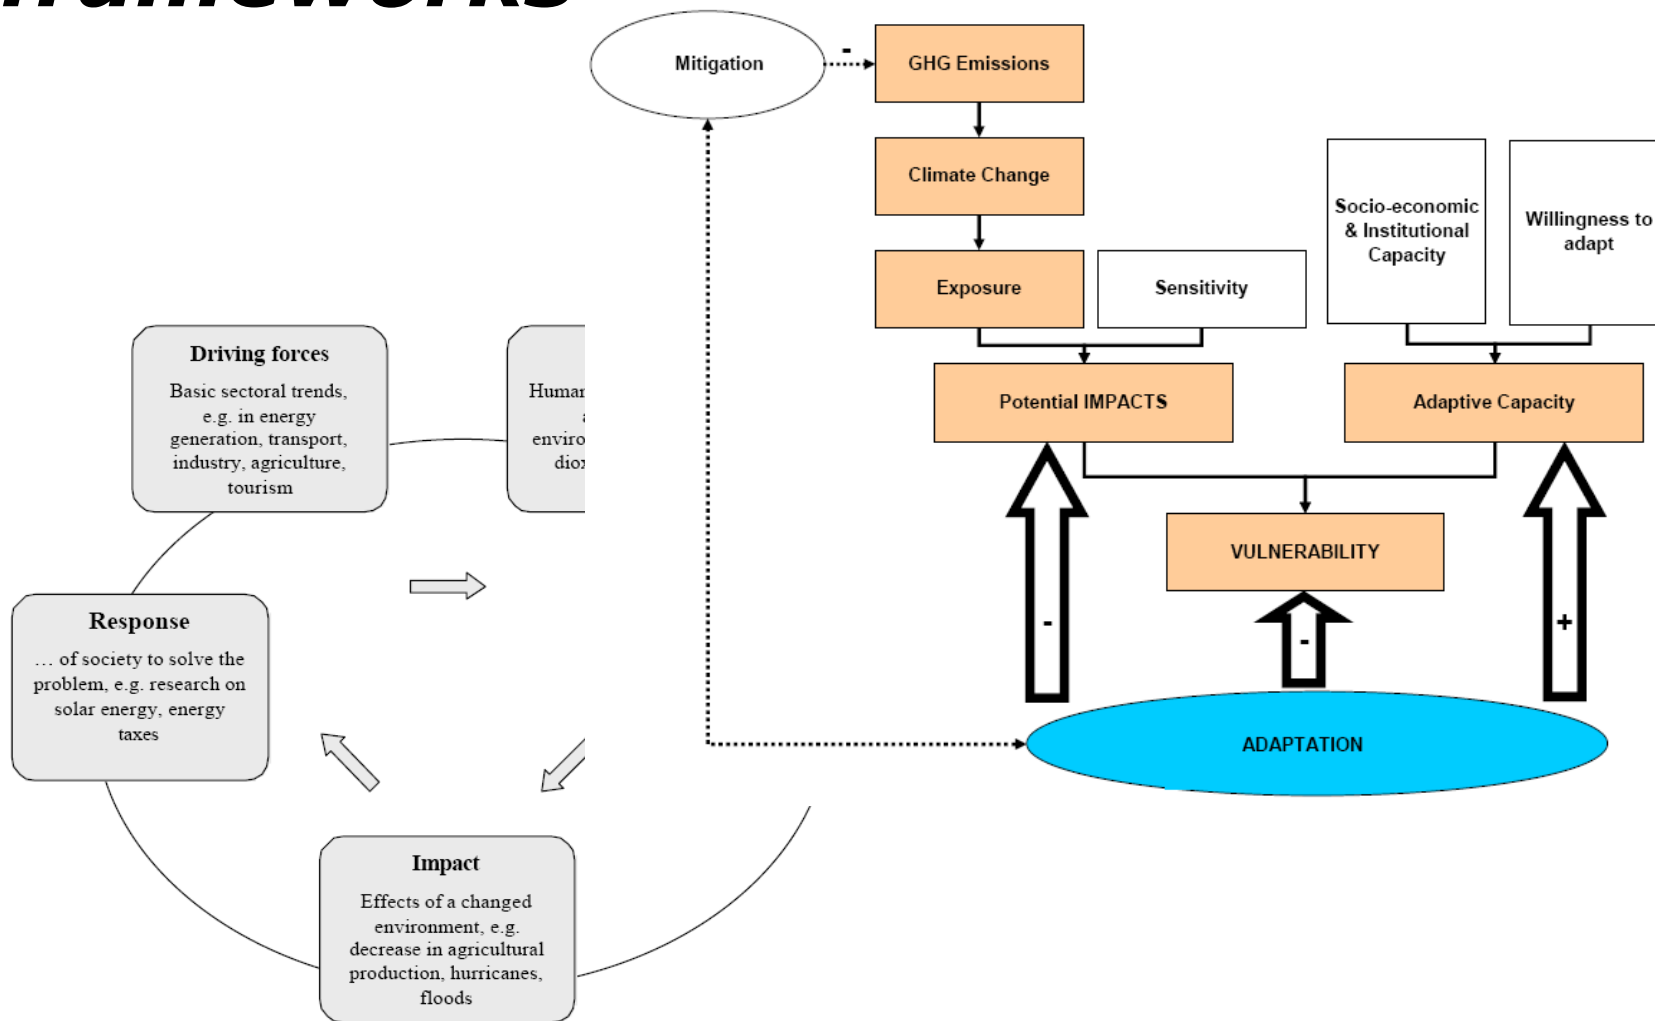 frameworks
Mitigation
-
GHG Emissions
Climate Change
Exposure
Sensitivity
Socio-economic
& Institutional
Capacity
Willingness to
adapt
Potential IMPACTS
Adaptive Capacity
VULNERABILITY
-
-
+
ADAPTATION
Driving forces
Basic sectoral trends,
e.g. in energy
generation, transport,
industry, agriculture,
tourism
Human
Response
… of society to solve the
problem, e.g. research on
solar energy, energy
taxes
Impact
Effects of a changed
environment, e.g.
decrease in agricultural
production, hurricanes,
floods